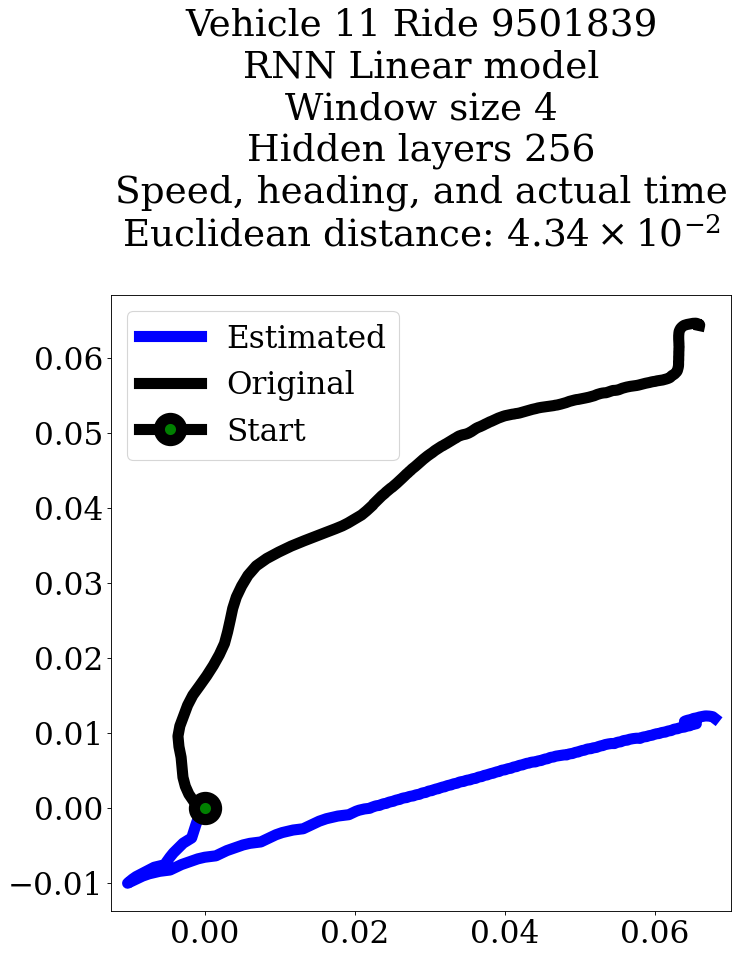 Vehicle 11 Ride 9501839
RNN Linear model
Window size 4
Hidden layers 256
Speed, heading, and actual time
Euclidean distance: 4.34 × 10⁻²
Estimated
Original
Start
0.06
0.05
0.04
0.03
0.02
0.01
0.00
−0.01
0.00 0.02 0.04 0.06